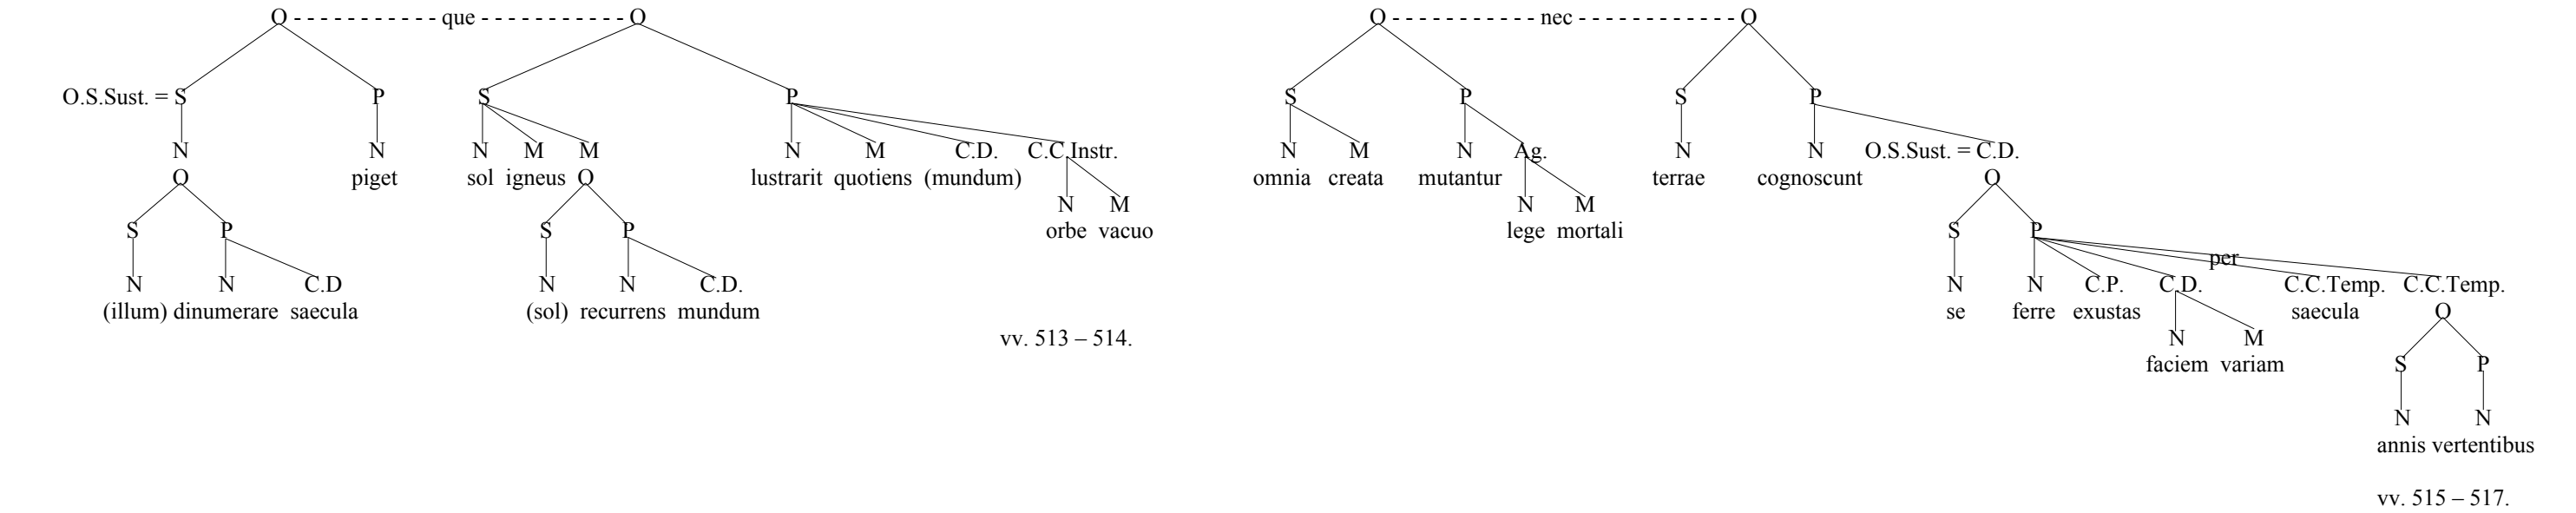 O - - - - - - - - - - - que - - - - - - - - - - - O
O.S.Sust. = S P S P
N N N M M N M C.D. C.C.Instr.
O piget sol igneus O lustrarit quotiens (mundum)
N M
S P S P orbe vacuo
N N C.D N N C.D.
(illum) dinumerare saecula (sol) recurrens mundum
vv. 513 – 514.
O - - - - - - - - - - - nec - - - - - - - - - - - - O
S P S P
N M N Ag. N N O.S.Sust. = C.D.
omnia creata mutantur terrae cognoscunt O
N M
lege mortali S P
per
N N C.P. C.D. C.C.Temp. C.C.Temp.
se ferre exustas saecula O
N M
faciem variam S P
N N
annis vertentibus
vv. 515 – 517.